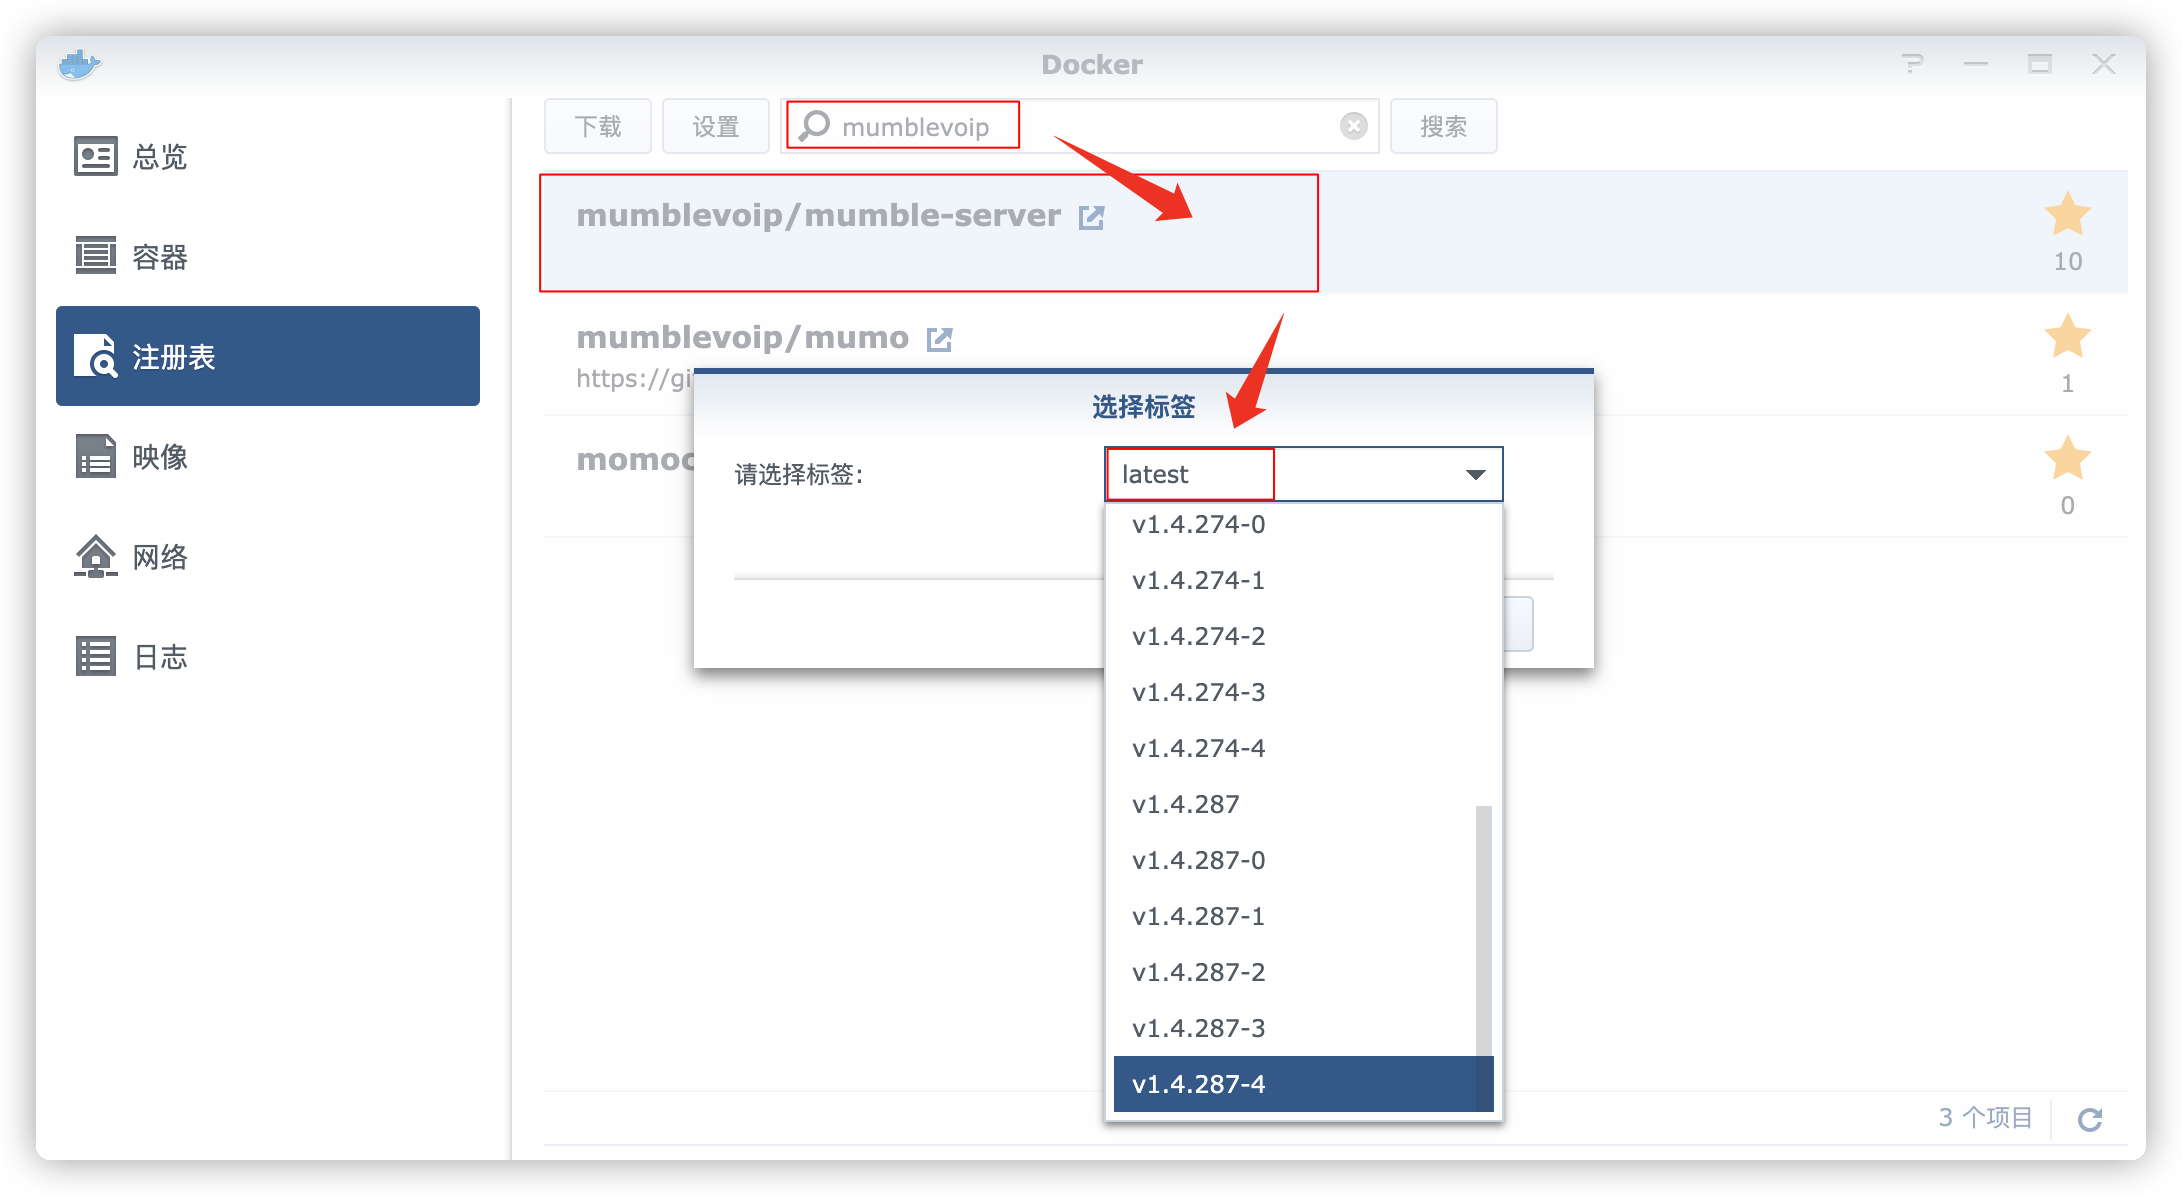 Docker
总览
容器
注册表
映像
网络
日志
下载
设置
mumblevoip
搜索
mumblevoip/mumble-server
10
mumblevoip/mumo
https://gi
1
momoc
0
选择标签
请选择标签:
latest
v1.4.274-0
v1.4.274-1
v1.4.274-2
v1.4.274-3
v1.4.274-4
v1.4.287
v1.4.287-0
v1.4.287-1
v1.4.287-2
v1.4.287-3
v1.4.287-4
3 个项目